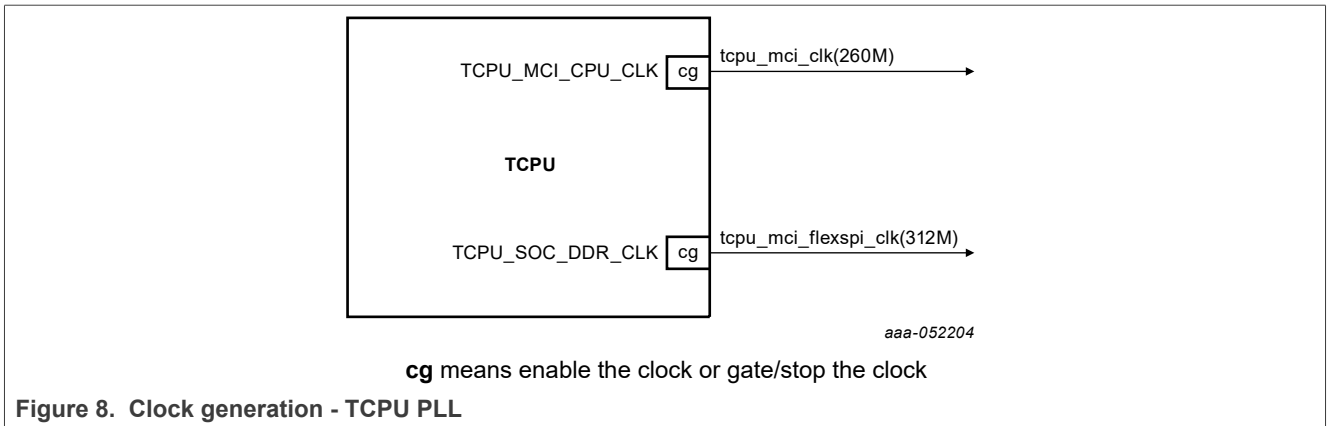 TCPU_MCI_CPU_CLK cg tcpu_mci_clk(260M)
TCPU
TCPU_SOC_DDR_CLK cg tcpu_mci_flexspi_clk(312M)
aaa-052204
cg means enable the clock or gate/stop the clock
Figure 8. Clock generation - TCPU PLL